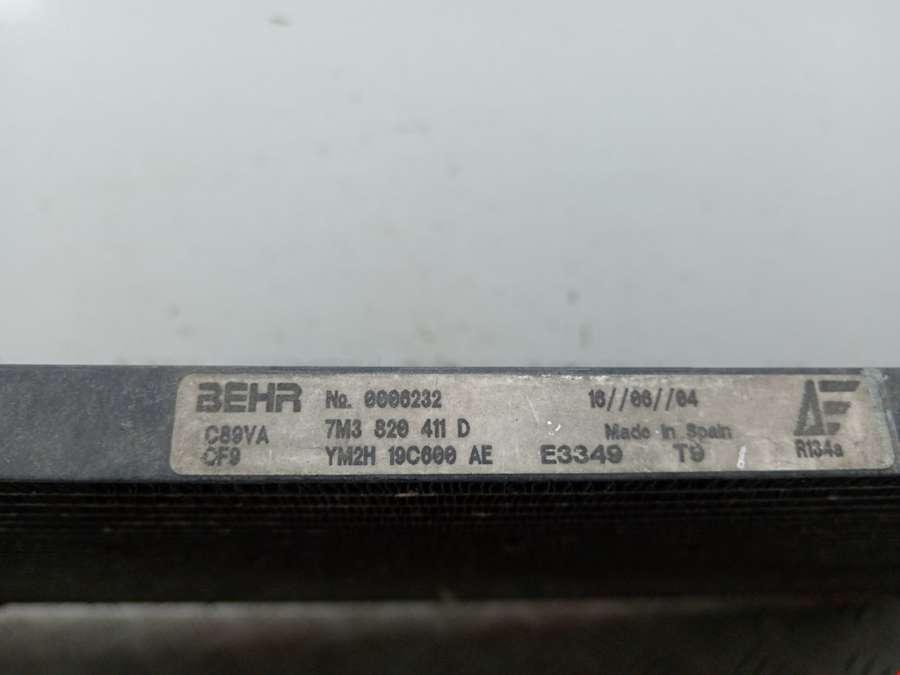 BEHR No. 0006232 16//06//04
C89VA 7M3 820 411 D Made in Spain
CF9 YM2H 19C600 AE E3349 T9 R134a